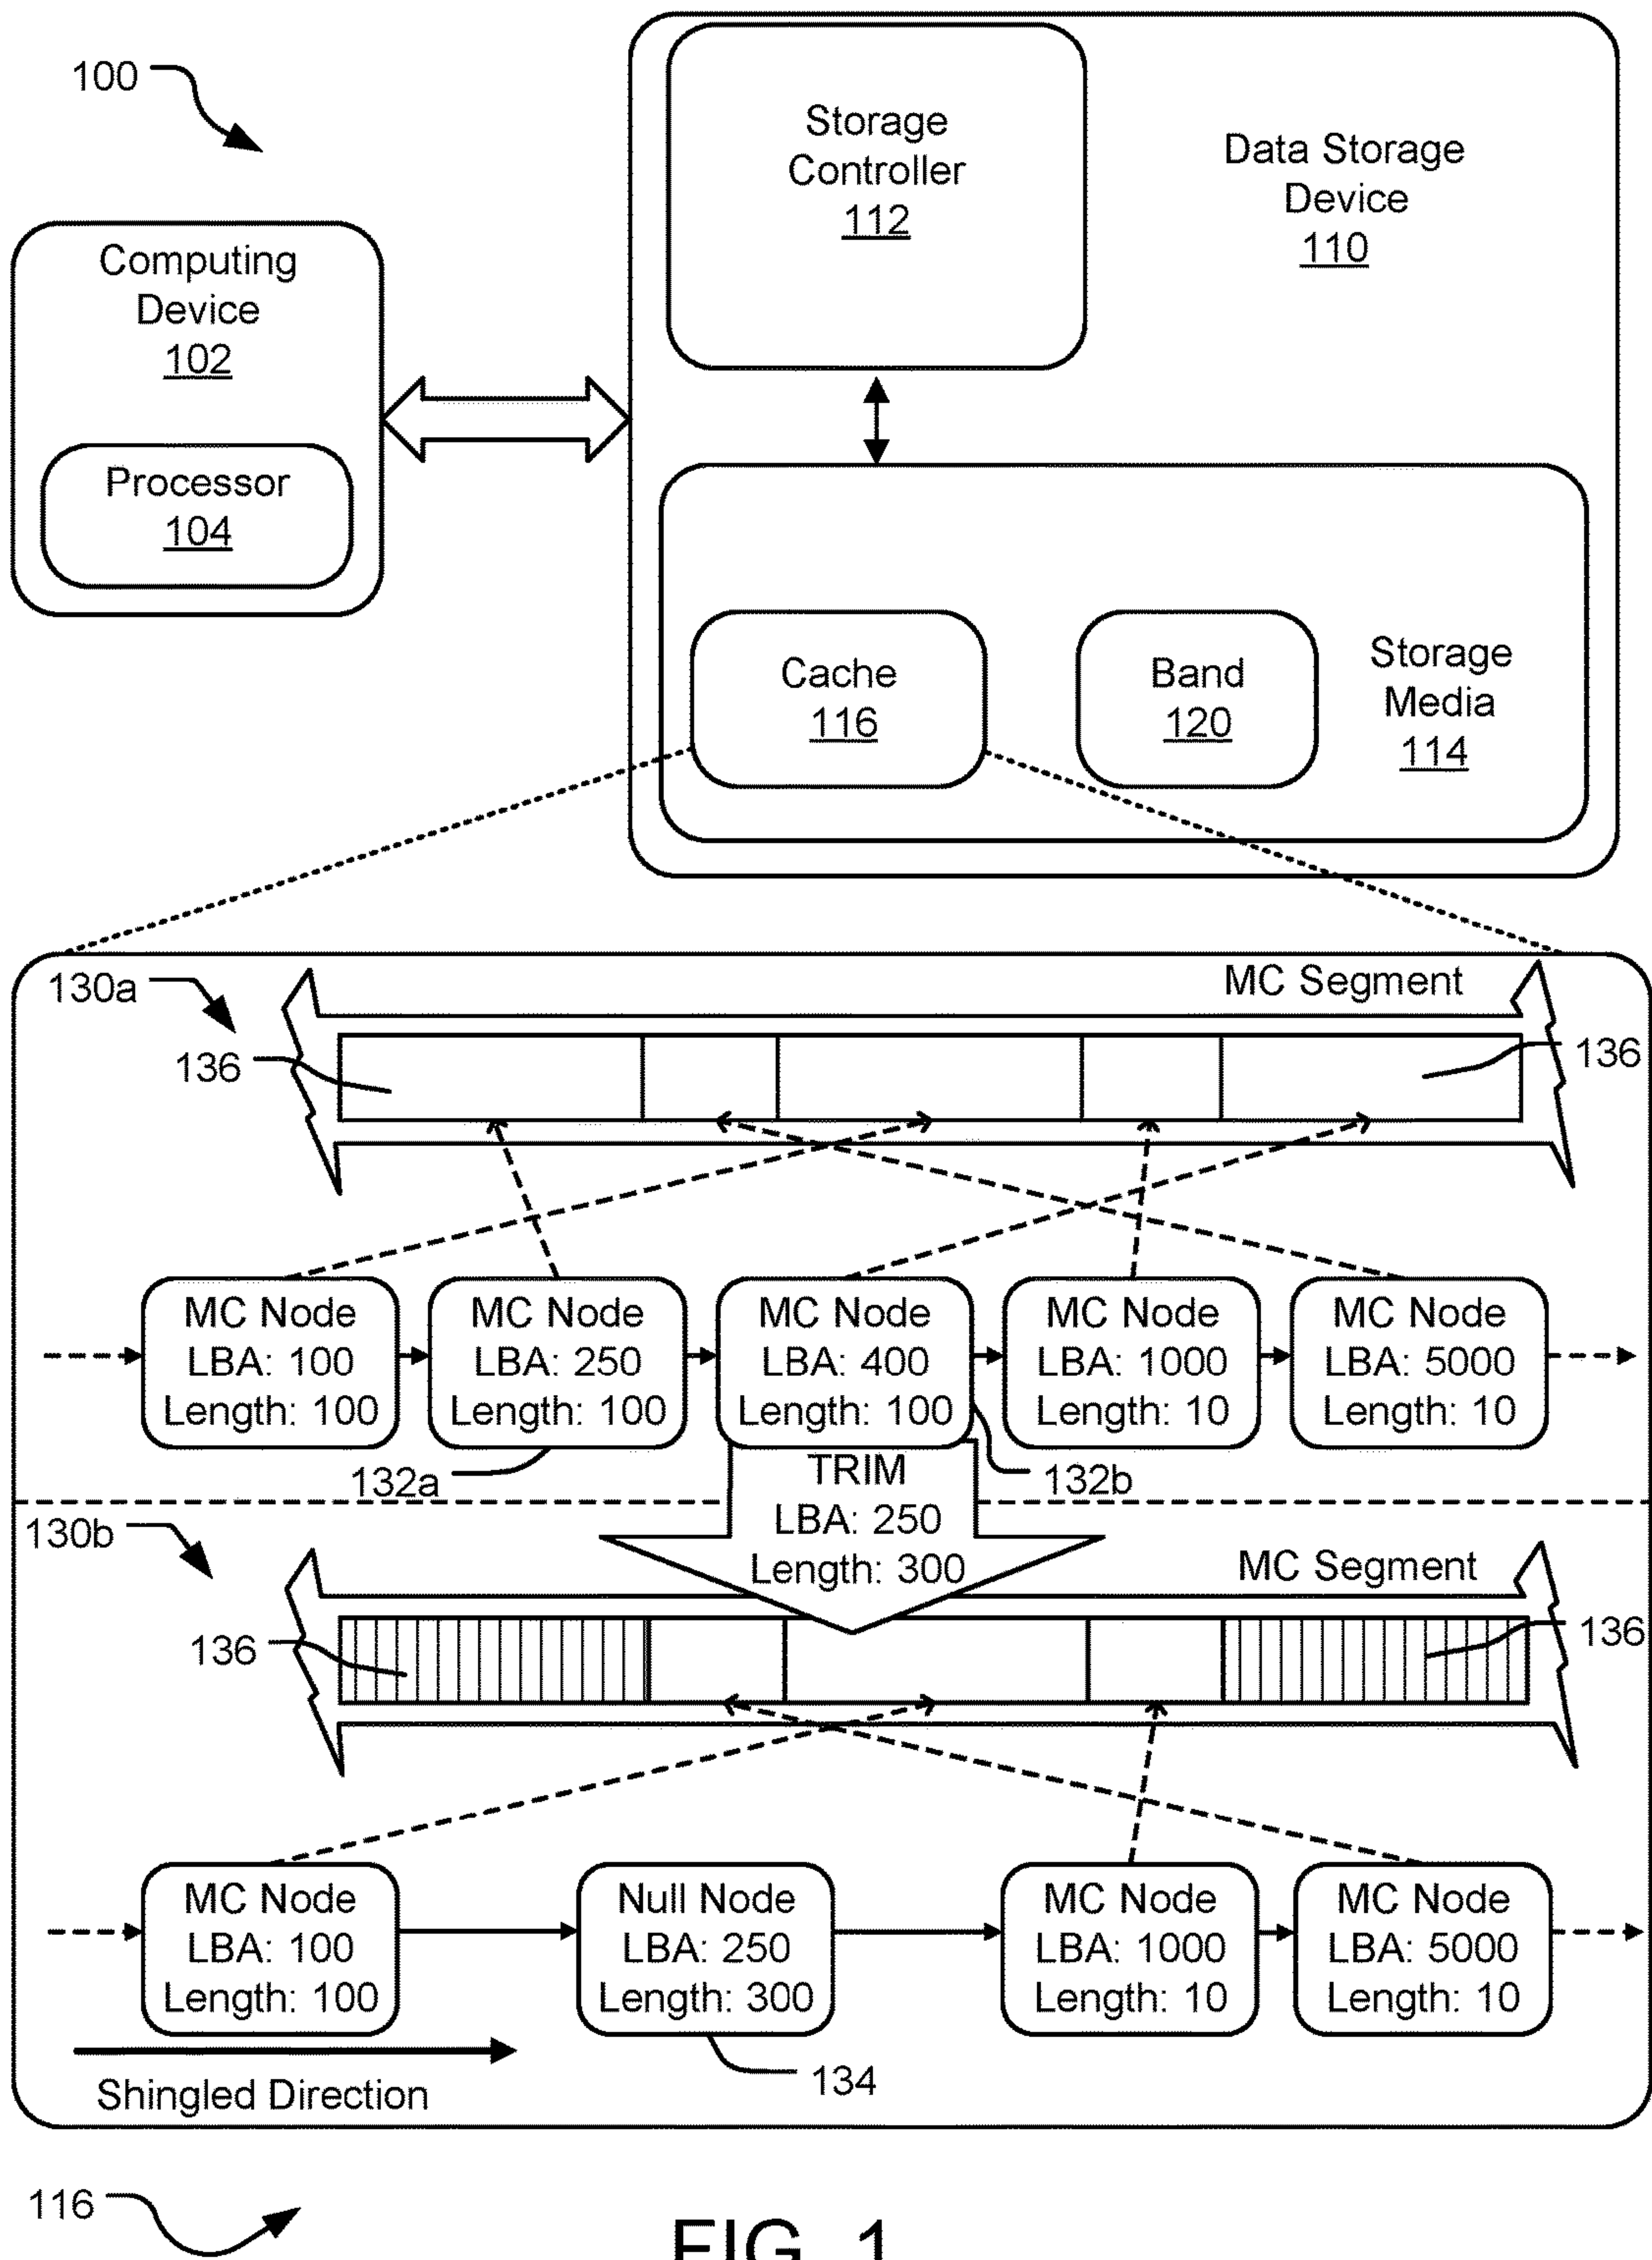 100
Storage
Controller
112
Data Storage
Device
110
Computing
Device
102
Processor
104
Cache
116
Band
120
Storage
Media
114
130a
MC Segment
136
136
MC Node
LBA: 100
Length: 100
MC Node
LBA: 250
Length: 100
MC Node
LBA: 400
Length: 100
MC Node
LBA: 1000
Length: 10
MC Node
LBA: 5000
Length: 10
132a
132b
TRIM
LBA: 250
Length: 300
130b
MC Segment
136
136
MC Node
LBA: 100
Length: 100
Null Node
LBA: 250
Length: 300
MC Node
LBA: 1000
Length: 10
MC Node
LBA: 5000
Length: 10
134
Shingled Direction
116
FIG. 1